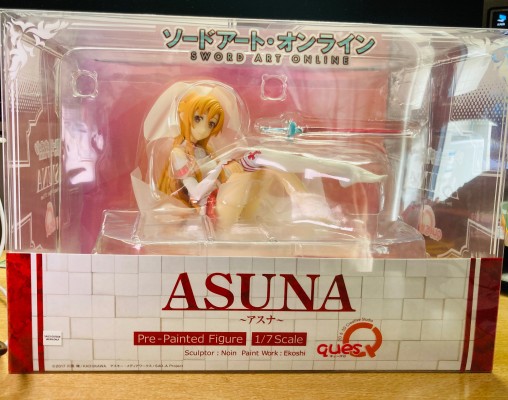 ソードアート・オンライン
SWORD ART ONLINE
ASUNA
ASUNA
~アスナ~
Pre-Painted Figure
1/7 Scale
Sculptor : Noin Paint Work : Ekoshi
quesQ